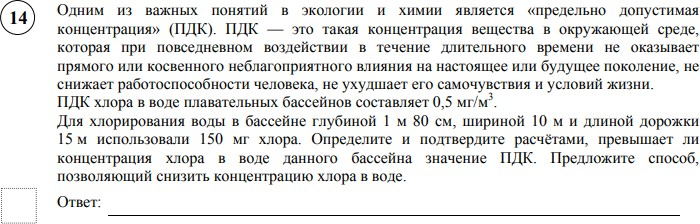 14
Одним из важных понятий в экологии и химии является «предельно допустимая
концентрация» (ПДК). ПДК — это такая концентрация вещества в окружающей среде,
которая при повседневном воздействии в течение длительного времени не оказывает
прямого или косвенного неблагоприятного влияния на настоящее или будущее поколение, не
снижает работоспособности человека, не ухудшает его самочувствия и условий жизни.
ПДК хлора в воде плавательных бассейнов составляет 0,5 мг/м³.
Для хлорирования воды в бассейне глубиной 1 м 80 см, шириной 10 м и длиной дорожки
15 м использовали 150 мг хлора. Определите и подтвердите расчётами, превышает ли
концентрация хлора в воде данного бассейна значение ПДК. Предложите способ,
позволяющий снизить концентрацию хлора в воде.
Ответ: